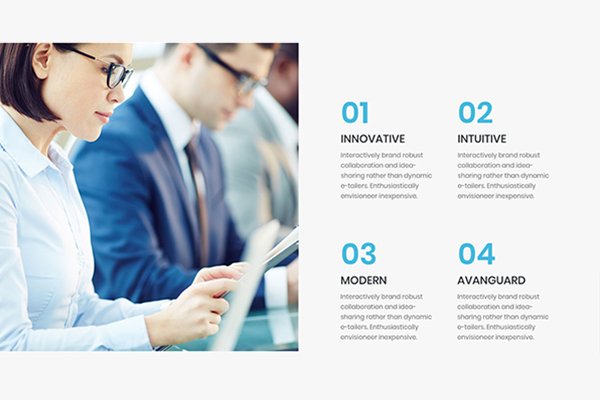 01
INNOVATIVE
Interactively brand robust
collaboration and idea-
sharing rather than dynamic
e-tailers. Enthusiastically
envisioneer inexpensive.
02
INTUITIVE
Interactively brand robust
collaboration and idea-
sharing rather than dynamic
e-tailers. Enthusiastically
envisioneer inexpensive.
03
MODERN
Interactively brand robust
collaboration and idea-
sharing rather than dynamic
e-tailers. Enthusiastically
envisioneer inexpensive.
04
AVANGUARD
Interactively brand robust
collaboration and idea-
sharing rather than dynamic
e-tailers. Enthusiastically
envisioneer inexpensive.